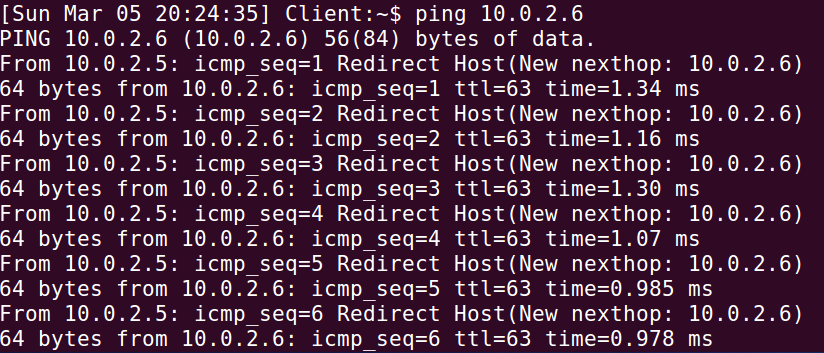 [Sun Mar 05 20:24:35] Client:~$ ping 10.0.2.6
PING 10.0.2.6 (10.0.2.6) 56(84) bytes of data.
From 10.0.2.5: icmp_seq=1 Redirect Host(New nexthop: 10.0.2.6)
64 bytes from 10.0.2.6: icmp_seq=1 ttl=63 time=1.34 ms
From 10.0.2.5: icmp_seq=2 Redirect Host(New nexthop: 10.0.2.6)
64 bytes from 10.0.2.6: icmp_seq=2 ttl=63 time=1.16 ms
From 10.0.2.5: icmp_seq=3 Redirect Host(New nexthop: 10.0.2.6)
64 bytes from 10.0.2.6: icmp_seq=3 ttl=63 time=1.30 ms
From 10.0.2.5: icmp_seq=4 Redirect Host(New nexthop: 10.0.2.6)
64 bytes from 10.0.2.6: icmp_seq=4 ttl=63 time=1.07 ms
From 10.0.2.5: icmp_seq=5 Redirect Host(New nexthop: 10.0.2.6)
64 bytes from 10.0.2.6: icmp_seq=5 ttl=63 time=0.985 ms
From 10.0.2.5: icmp_seq=6 Redirect Host(New nexthop: 10.0.2.6)
64 bytes from 10.0.2.6: icmp_seq=6 ttl=63 time=0.978 ms